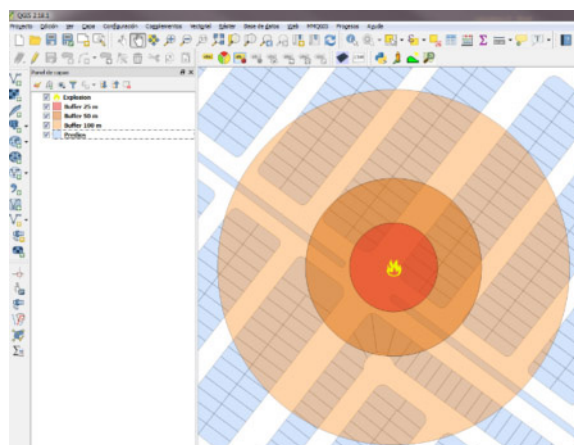 QGIS 2.18.1
Proyecto Edición Ver Capa Configuración Complementos Vectorial Ráster Base de datos Web MMQGIS Procesos Ayuda
Panel de capas
Explosion
Buffer 25 m
Buffer 50 m
Buffer 100 m
Predios